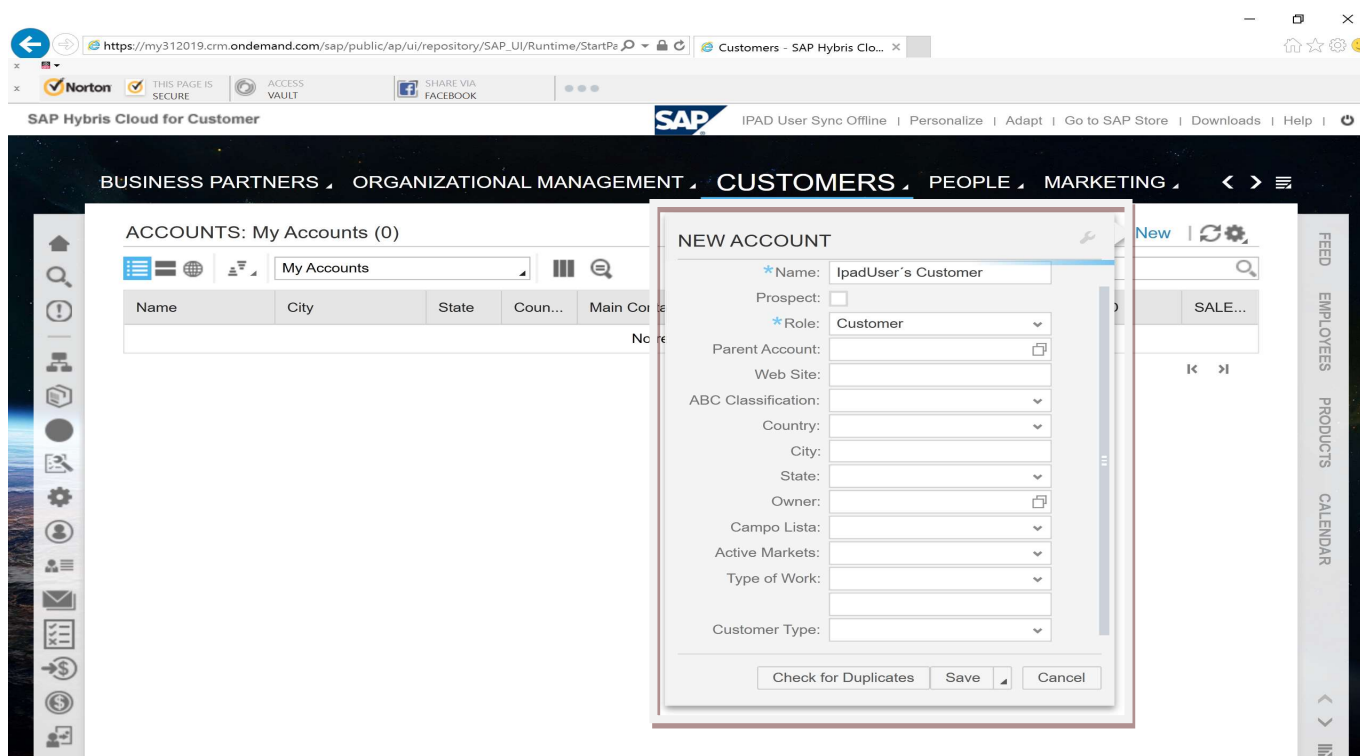 https://my312019.crm.ondemand.com/sap/public/ap/ui/repository/SAP_UI/Runtime/StartPa
Customers - SAP Hybris Clo...
Norton
THIS PAGE IS SECURE
ACCESS VAULT
SHARE VIA FACEBOOK
SAP Hybris Cloud for Customer
SAP
IPAD User Sync Offline | Personalize | Adapt | Go to SAP Store | Downloads | Help |
BUSINESS PARTNERS ORGANIZATIONAL MANAGEMENT CUSTOMERS PEOPLE MARKETING
ACCOUNTS: My Accounts (0)
New
My Accounts
Name City State Coun... Main Conta SALE...
No re
NEW ACCOUNT
*Name: IpadUser´s Customer
Prospect:
*Role: Customer
Parent Account:
Web Site:
ABC Classification:
Country:
City:
State:
Owner:
Campo Lista:
Active Markets:
Type of Work:
Customer Type:
Check for Duplicates Save Cancel
FEED
EMPLOYEES
PRODUCTS
CALENDAR